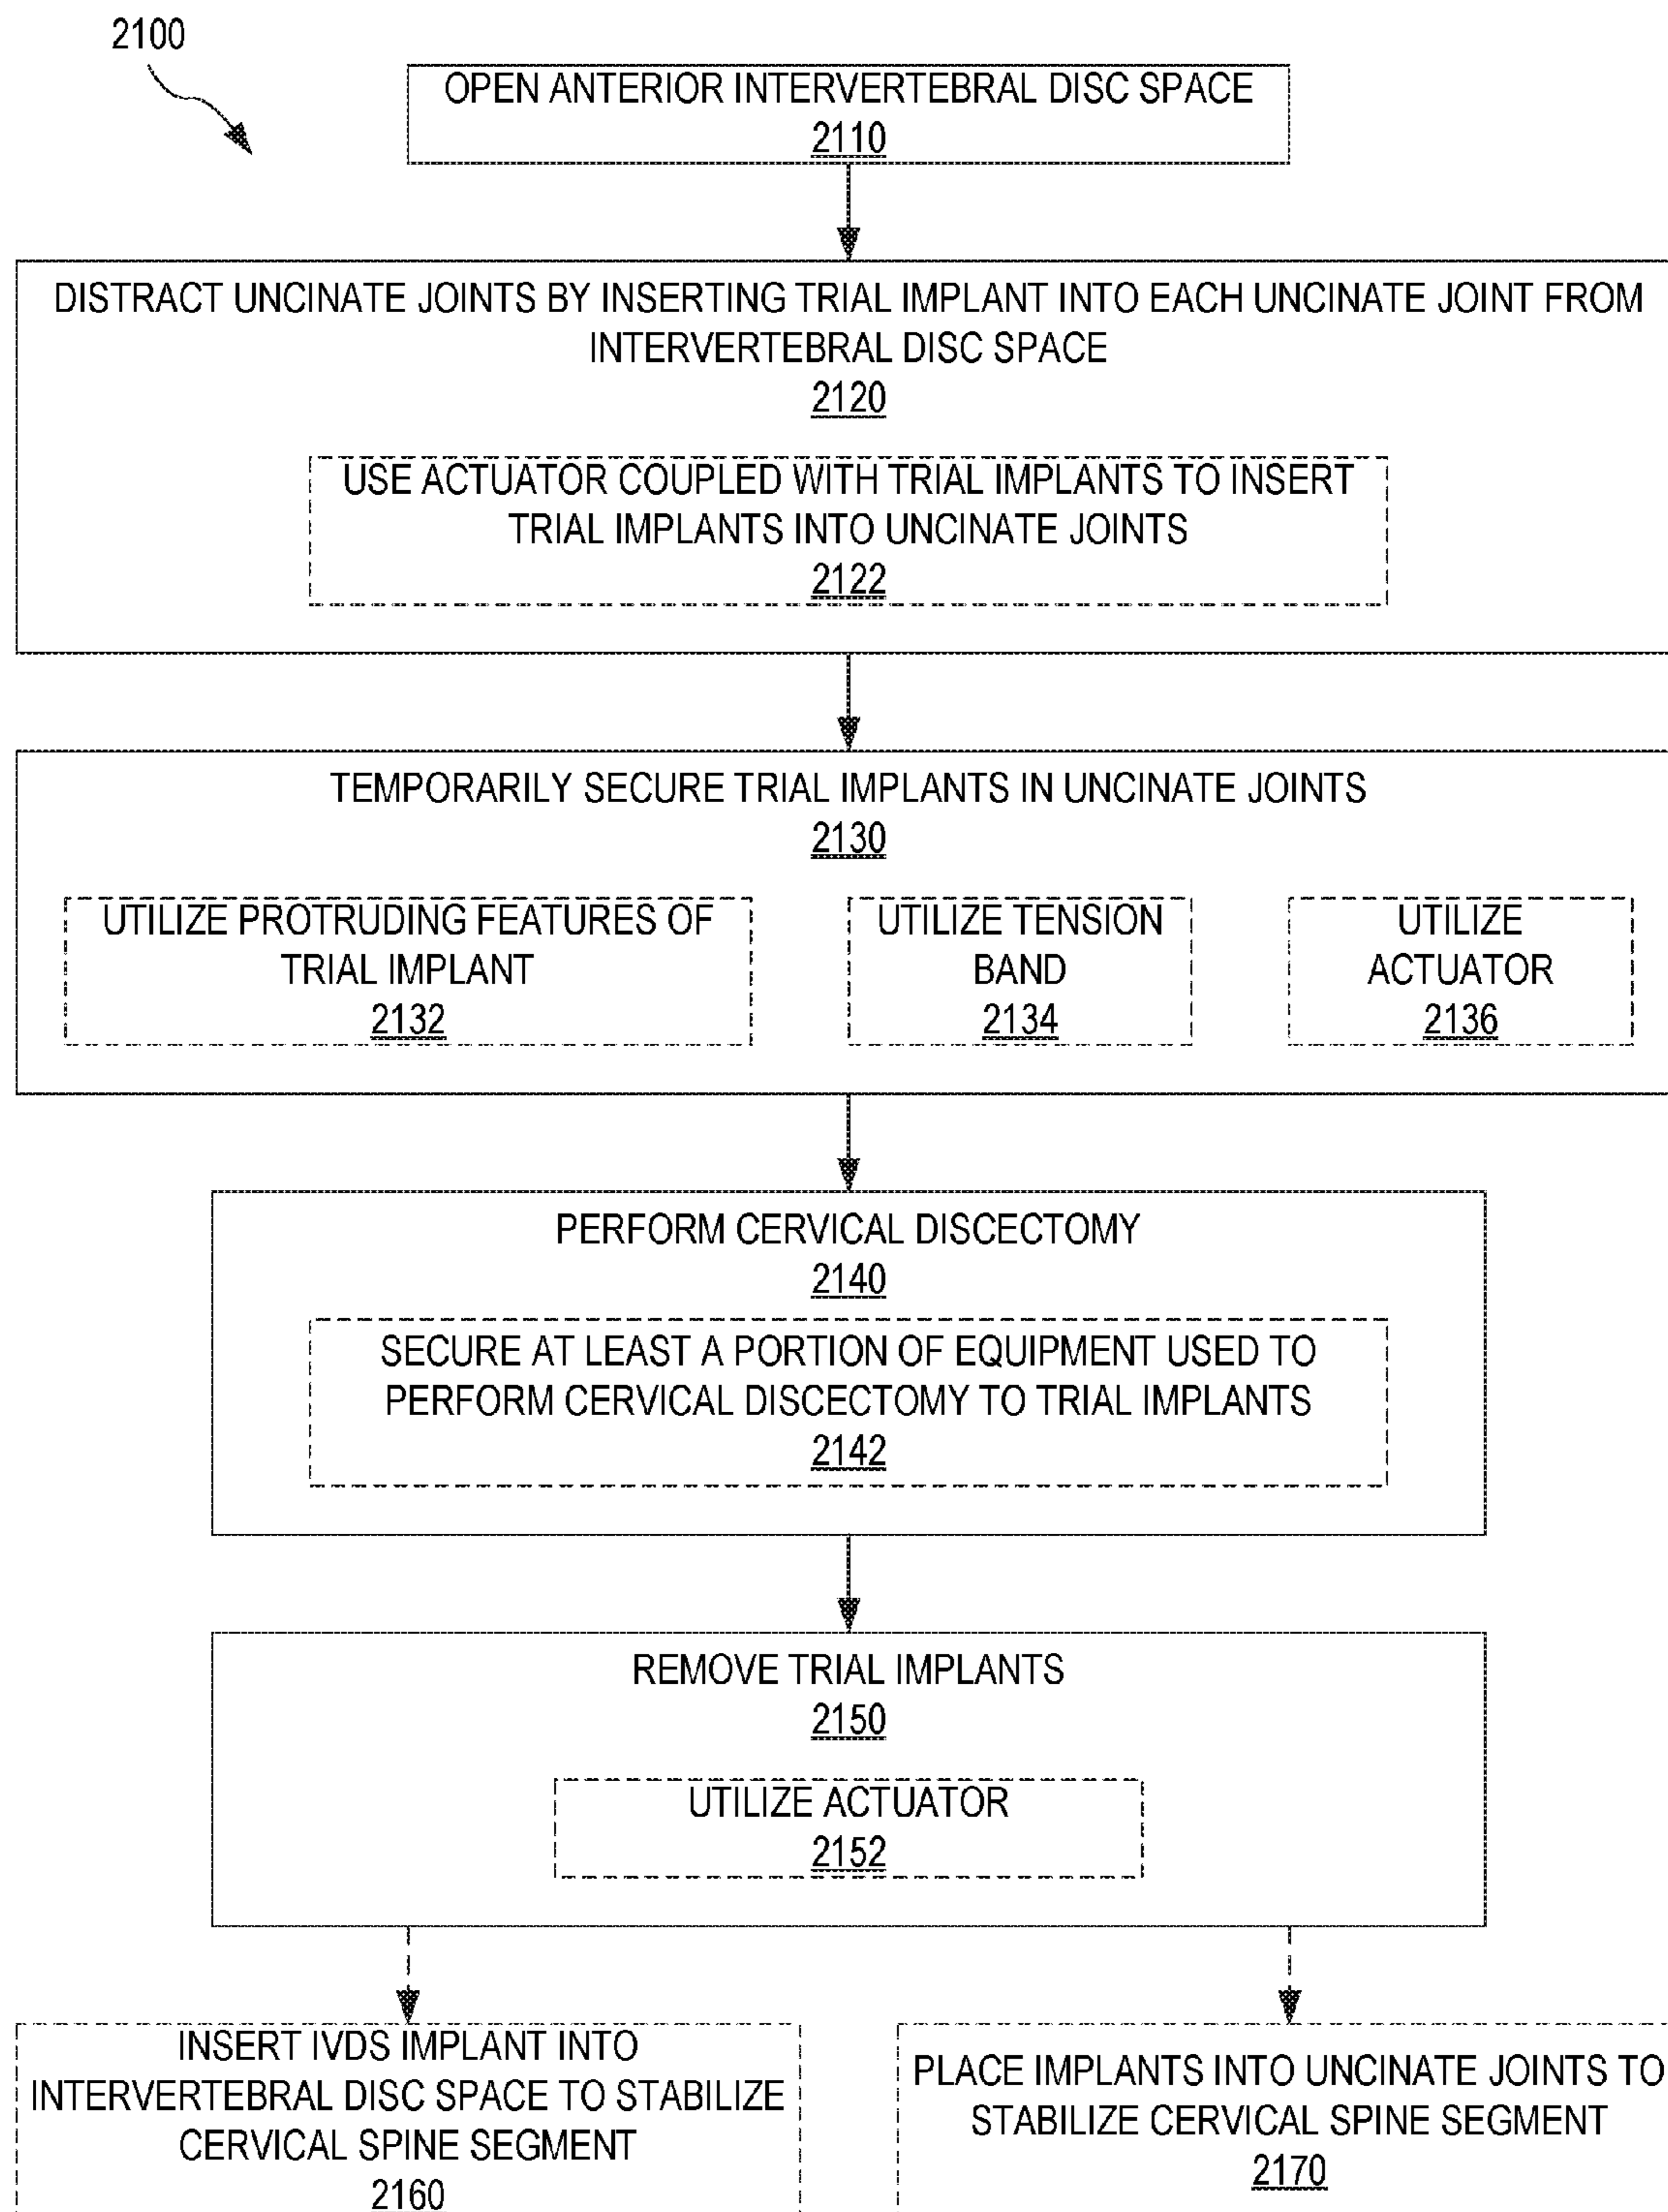 2100
OPEN ANTERIOR INTERVERTEBRAL DISC SPACE
2110
DISTRACT UNCINATE JOINTS BY INSERTING TRIAL IMPLANT INTO EACH UNCINATE JOINT FROM
INTERVERTEBRAL DISC SPACE
2120
USE ACTUATOR COUPLED WITH TRIAL IMPLANTS TO INSERT
TRIAL IMPLANTS INTO UNCINATE JOINTS
2122
TEMPORARILY SECURE TRIAL IMPLANTS IN UNCINATE JOINTS
2130
UTILIZE PROTRUDING FEATURES OF
TRIAL IMPLANT
2132
UTILIZE TENSION
BAND
2134
UTILIZE
ACTUATOR
2136
PERFORM CERVICAL DISCECTOMY
2140
SECURE AT LEAST A PORTION OF EQUIPMENT USED TO
PERFORM CERVICAL DISCECTOMY TO TRIAL IMPLANTS
2142
REMOVE TRIAL IMPLANTS
2150
UTILIZE ACTUATOR
2152
INSERT IVDS IMPLANT INTO
INTERVERTEBRAL DISC SPACE TO STABILIZE
CERVICAL SPINE SEGMENT
2160
PLACE IMPLANTS INTO UNCINATE JOINTS TO
STABILIZE CERVICAL SPINE SEGMENT
2170